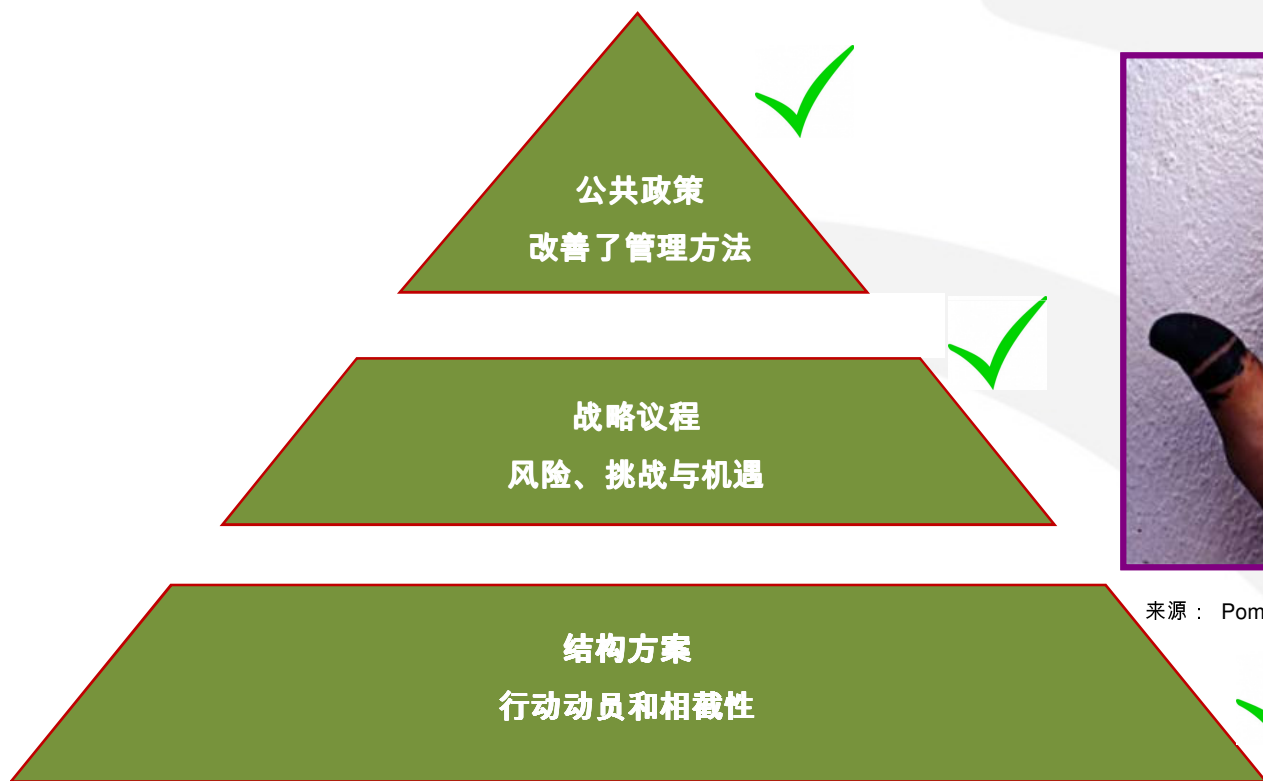 公共政策
改善了管理方法
战略议程
风险、挑战与机遇
来源： Pom
结构方案
行动动员和相截性